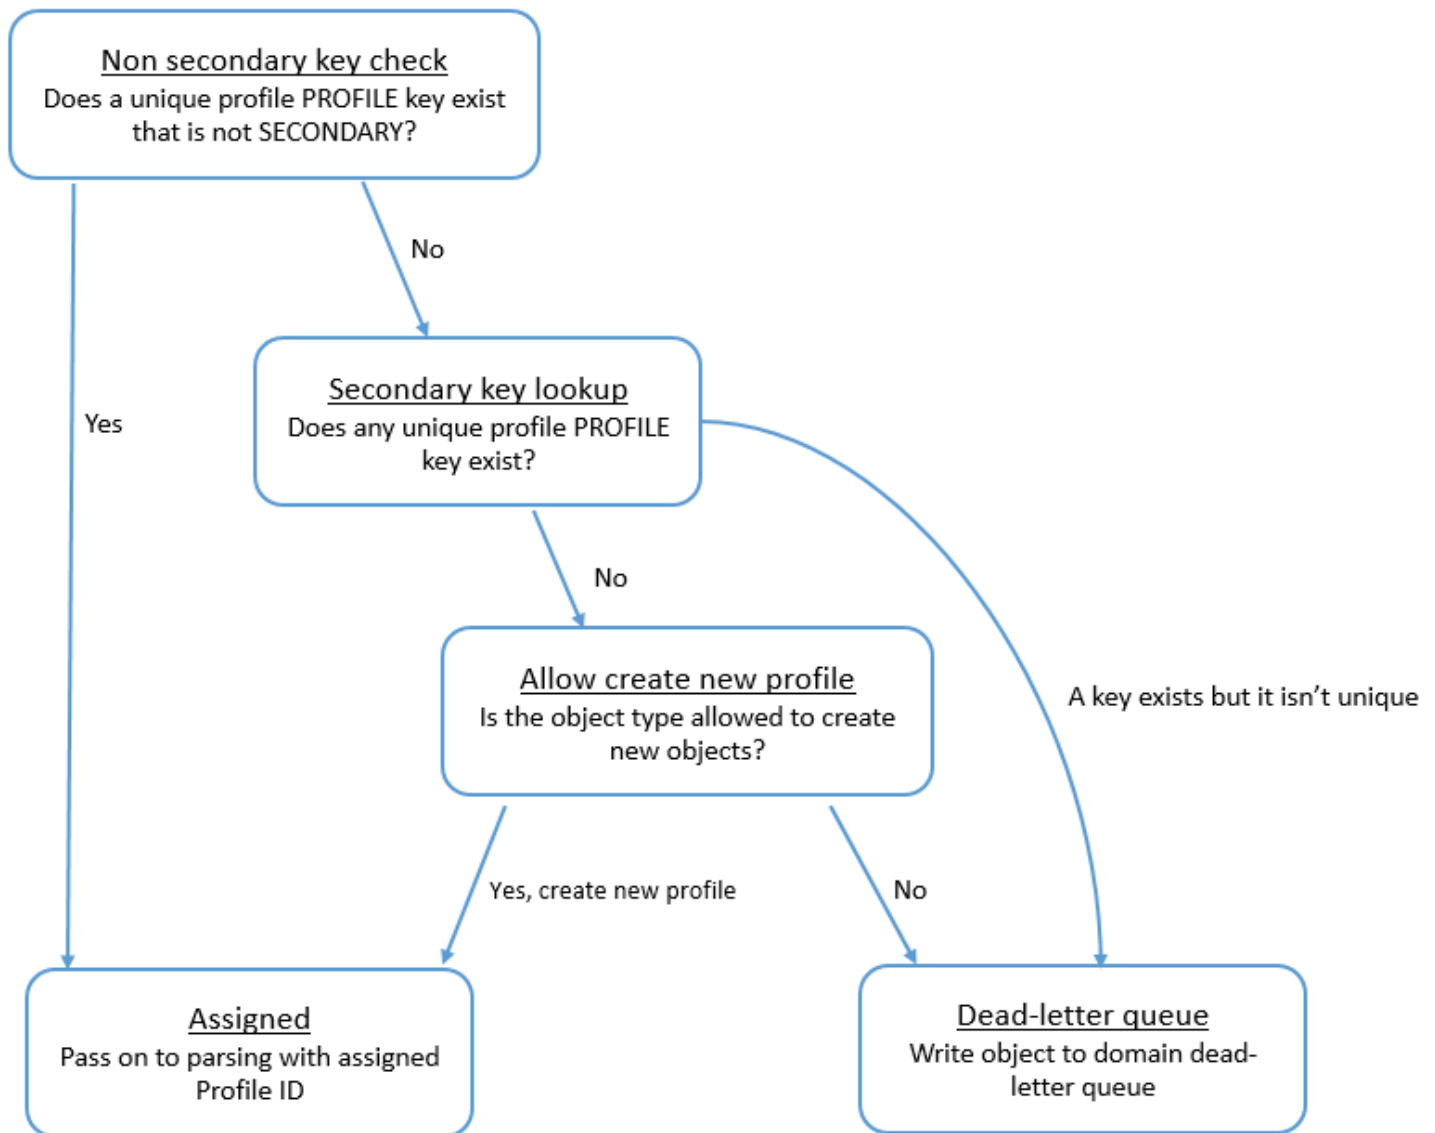 Non secondary key check
Does a unique profile PROFILE key exist
that is not SECONDARY?
No
Yes
Secondary key lookup
Does any unique profile PROFILE
key exist?
No
Allow create new profile
Is the object type allowed to create
new objects?
A key exists but it isn’t unique
Yes, create new profile
No
Assigned
Pass on to parsing with assigned
Profile ID
Dead-letter queue
Write object to domain dead-
letter queue